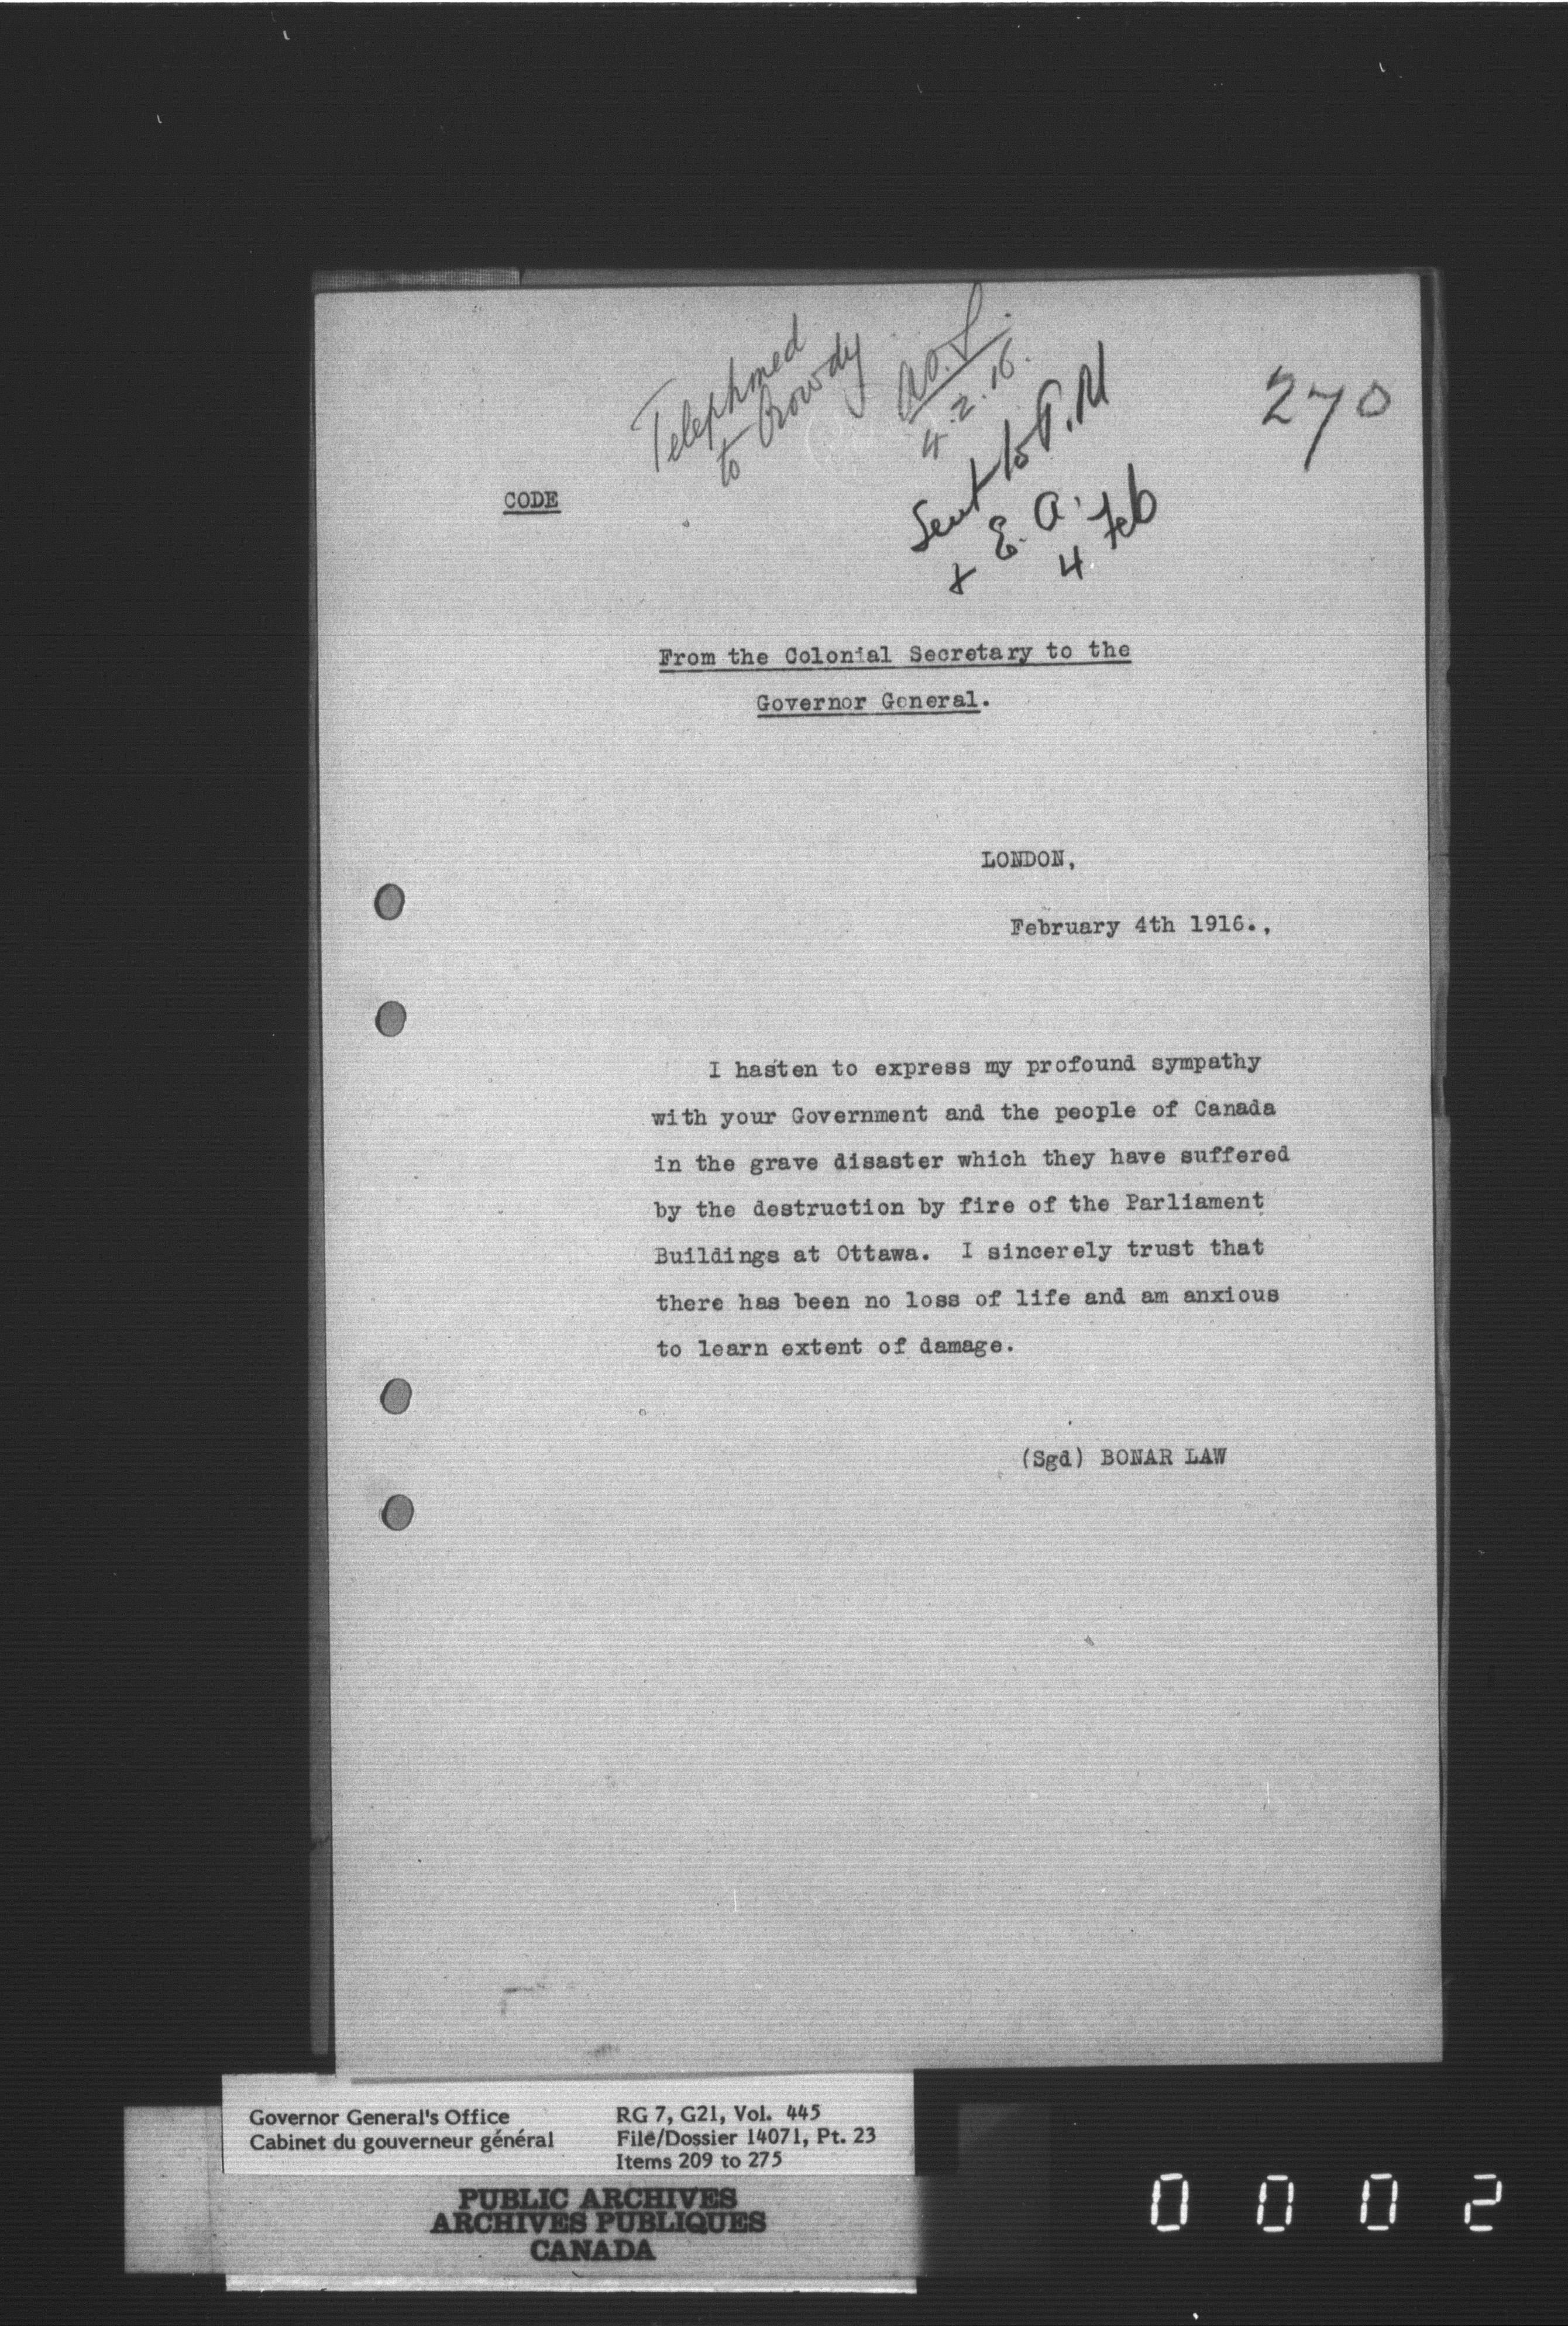 Telephoned
to Crowdy
4.2.16.
Sent to P.M
& E. A.
4 Feb
270
CODE
From the Colonial Secretary to the
Governor General.
LONDON,
February 4th 1916.,
I hasten to express my profound sympathy
with your Government and the people of Canada
in the grave disaster which they have suffered
by the destruction by fire of the Parliament
Buildings at Ottawa. I sincerely trust that
there has been no loss of life and am anxious
to learn extent of damage.
(Sgd) BONAR LAW
Governor General's Office
Cabinet du gouverneur général
RG 7, G21, Vol. 445
File/Dossier 14071, Pt. 23
Items 209 to 275
PUBLIC ARCHIVES
ARCHIVES PUBLIQUES
CANADA
0002